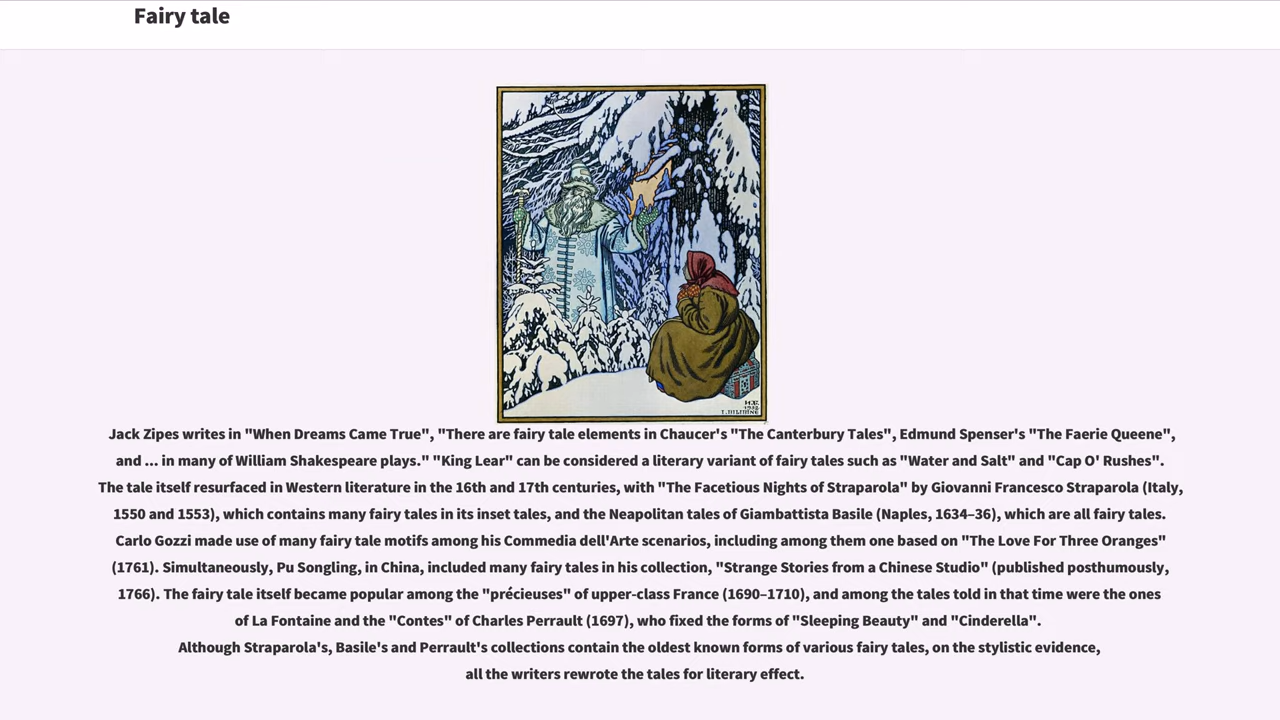 Fairy tale
И.Б.
1932
I. BILIBINE
Jack Zipes writes in "When Dreams Came True", "There are fairy tale elements in Chaucer's "The Canterbury Tales", Edmund Spenser's "The Faerie Queene",
and ... in many of William Shakespeare plays." "King Lear" can be considered a literary variant of fairy tales such as "Water and Salt" and "Cap O' Rushes".
The tale itself resurfaced in Western literature in the 16th and 17th centuries, with "The Facetious Nights of Straparola" by Giovanni Francesco Straparola (Italy,
1550 and 1553), which contains many fairy tales in its inset tales, and the Neapolitan tales of Giambattista Basile (Naples, 1634–36), which are all fairy tales.
Carlo Gozzi made use of many fairy tale motifs among his Commedia dell'Arte scenarios, including among them one based on "The Love For Three Oranges"
(1761). Simultaneously, Pu Songling, in China, included many fairy tales in his collection, "Strange Stories from a Chinese Studio" (published posthumously,
1766). The fairy tale itself became popular among the "précieuses" of upper-class France (1690–1710), and among the tales told in that time were the ones
of La Fontaine and the "Contes" of Charles Perrault (1697), who fixed the forms of "Sleeping Beauty" and "Cinderella".
Although Straparola's, Basile's and Perrault's collections contain the oldest known forms of various fairy tales, on the stylistic evidence,
all the writers rewrote the tales for literary effect.